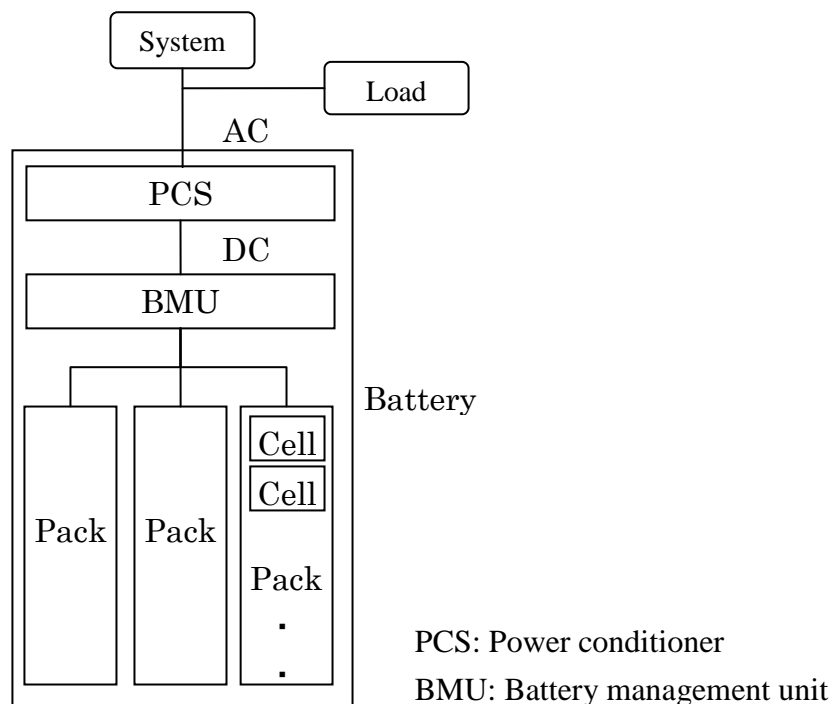 System
Load
AC
PCS
DC
BMU
Battery
Cell
Cell
Pack
Pack
Pack
.
.
PCS: Power conditioner
BMU: Battery management unit